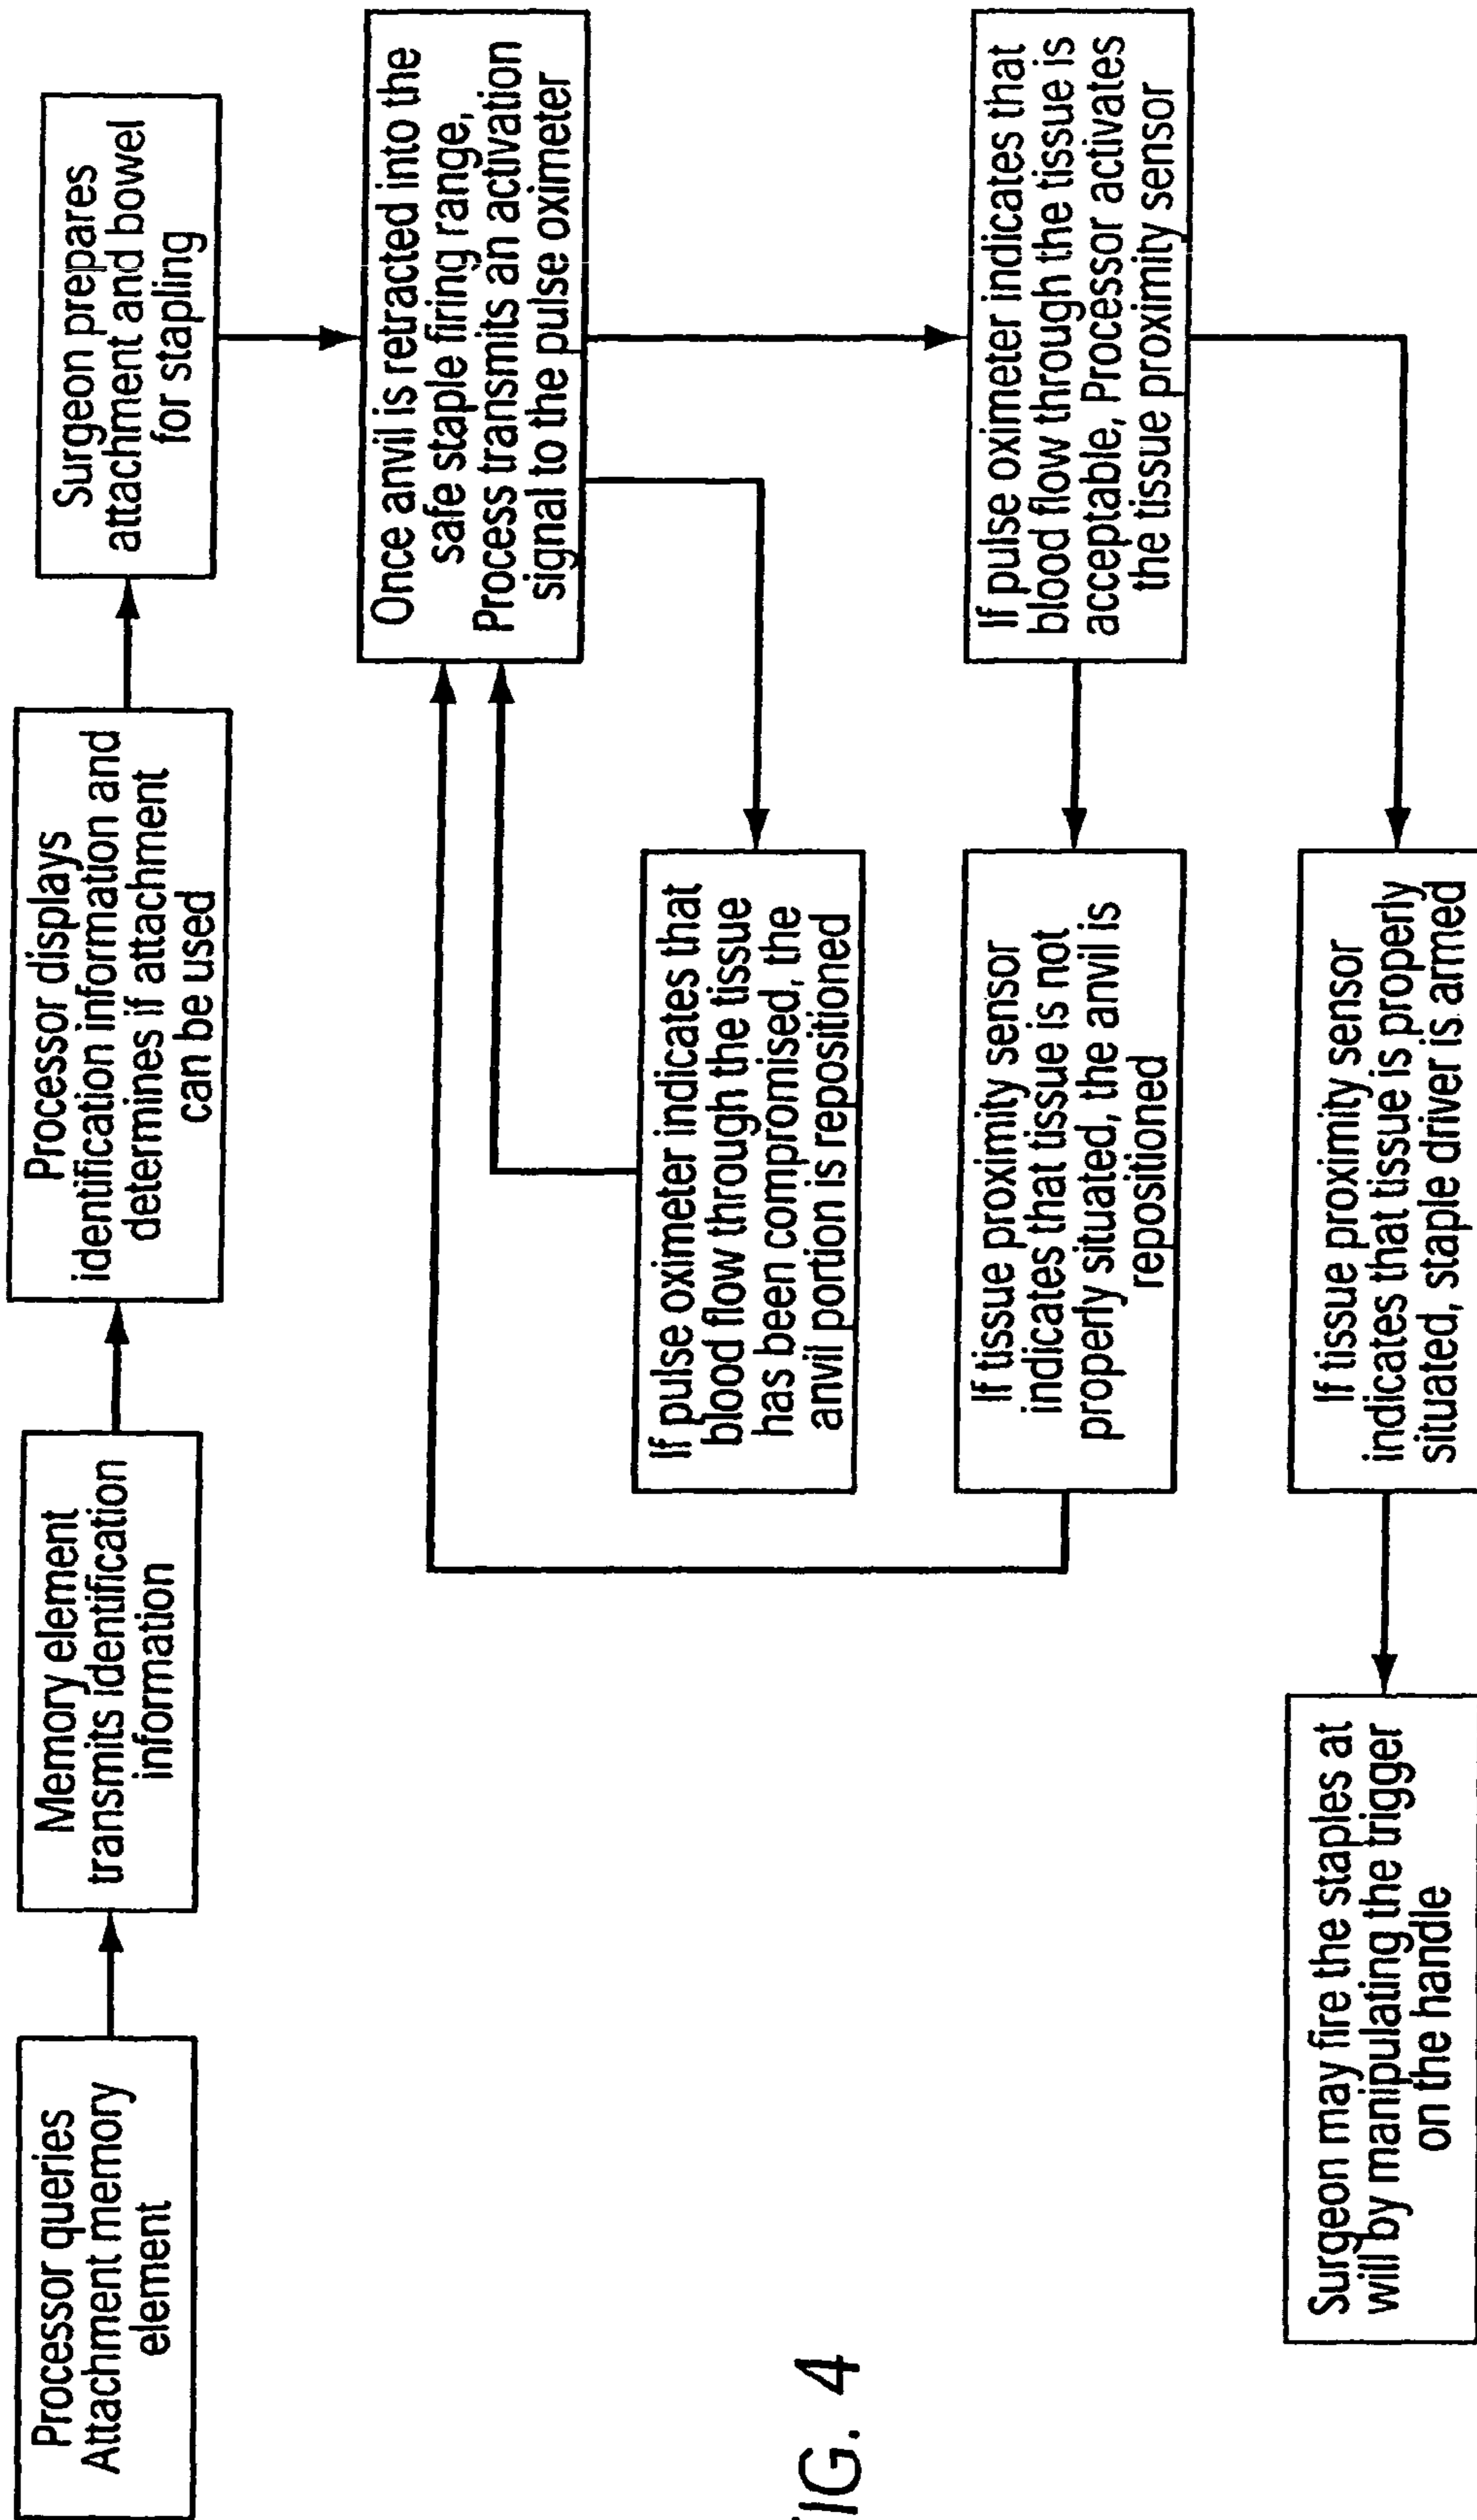 Processor queries
Attachment memory
element
Memory element
transmits identification
information
Processor displays
identification information and
determines if attachment
can be used
Surgeon prepares
attachment and bowel
for stapling
Once anvil is retracted into the
safe staple firing range,
Process transmits an activation
signal to the pulse oximeter
If pulse oximeter indicates that
blood flow through the tissue
has been compromised, the
anvil portion is repositioned
If pulse oximeter indicates that
blood flow through the tissue is
acceptable, Processor activates
the tissue proximity sensor
If tissue proximity sensor
indicates that tissue is not
properly situated, the anvil is
repositioned
If tissue proximity sensor
indicates that tissue is properly
situated, staple driver is armed
Surgeon may fire the staples at
will by manipulating the trigger
on the handle
FIG. 4